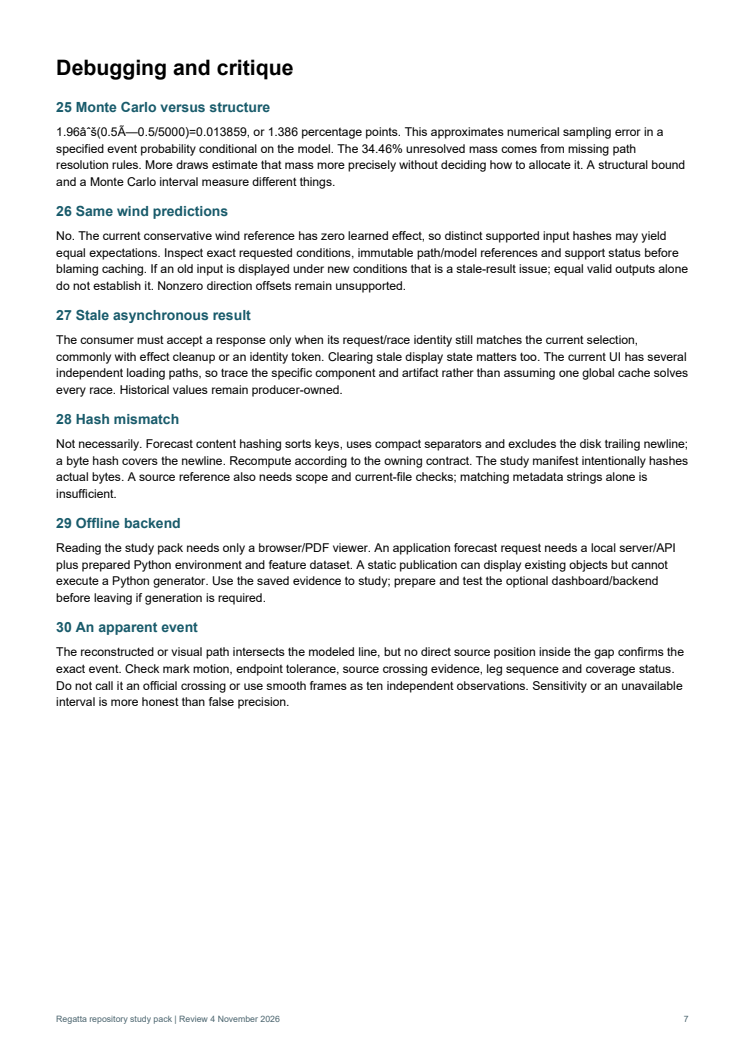 Debugging and critique
25 Monte Carlo versus structure
1.96âˆš(0.5Ã—0.5/5000)=0.013859, or 1.386 percentage points. This approximates numerical sampling error in a
specified event probability conditional on the model. The 34.46% unresolved mass comes from missing path
resolution rules. More draws estimate that mass more precisely without deciding how to allocate it. A structural bound
and a Monte Carlo interval measure different things.
26 Same wind predictions
No. The current conservative wind reference has zero learned effect, so distinct supported input hashes may yield
equal expectations. Inspect exact requested conditions, immutable path/model references and support status before
blaming caching. If an old input is displayed under new conditions that is a stale-result issue; equal valid outputs alone
do not establish it. Nonzero direction offsets remain unsupported.
27 Stale asynchronous result
The consumer must accept a response only when its request/race identity still matches the current selection,
commonly with effect cleanup or an identity token. Clearing stale display state matters too. The current UI has several
independent loading paths, so trace the specific component and artifact rather than assuming one global cache solves
every race. Historical values remain producer-owned.
28 Hash mismatch
Not necessarily. Forecast content hashing sorts keys, uses compact separators and excludes the disk trailing newline;
a byte hash covers the newline. Recompute according to the owning contract. The study manifest intentionally hashes
actual bytes. A source reference also needs scope and current-file checks; matching metadata strings alone is
insufficient.
29 Offline backend
Reading the study pack needs only a browser/PDF viewer. An application forecast request needs a local server/API
plus prepared Python environment and feature dataset. A static publication can display existing objects but cannot
execute a Python generator. Use the saved evidence to study; prepare and test the optional dashboard/backend
before leaving if generation is required.
30 An apparent event
The reconstructed or visual path intersects the modeled line, but no direct source position inside the gap confirms the
exact event. Check mark motion, endpoint tolerance, source crossing evidence, leg sequence and coverage status.
Do not call it an official crossing or use smooth frames as ten independent observations. Sensitivity or an unavailable
interval is more honest than false precision.
Regatta repository study pack | Review 4 November 2026
7